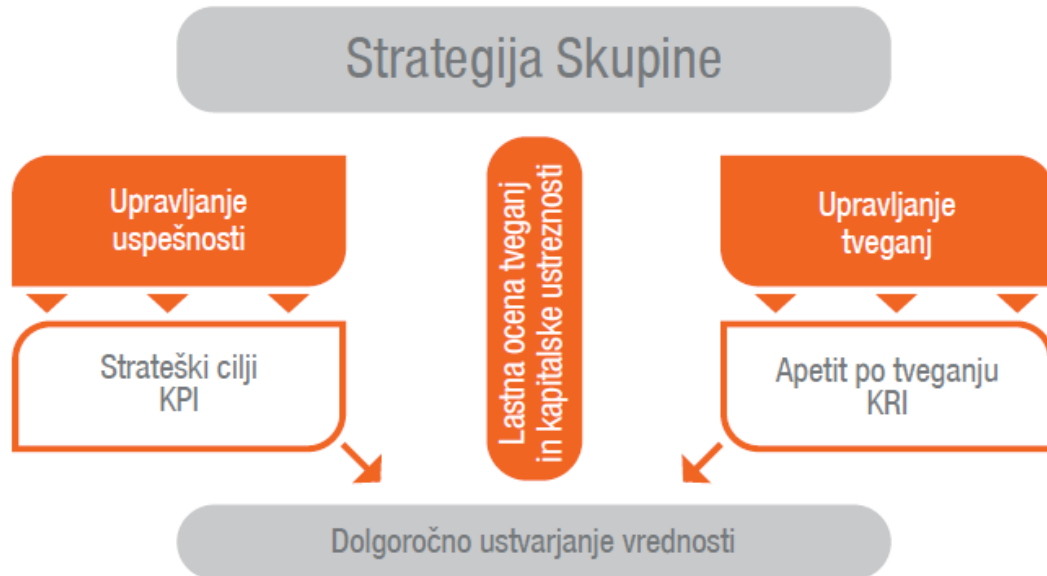 Strategija Skupine
Upravljanje
uspešnosti
Strateški cilji
KPI
Lastna ocena tveganj
in kapitalske ustreznosti
Upravljanje
tveganj
Apetit po tveganju
KRI
Dolgoročno ustvarjanje vrednosti